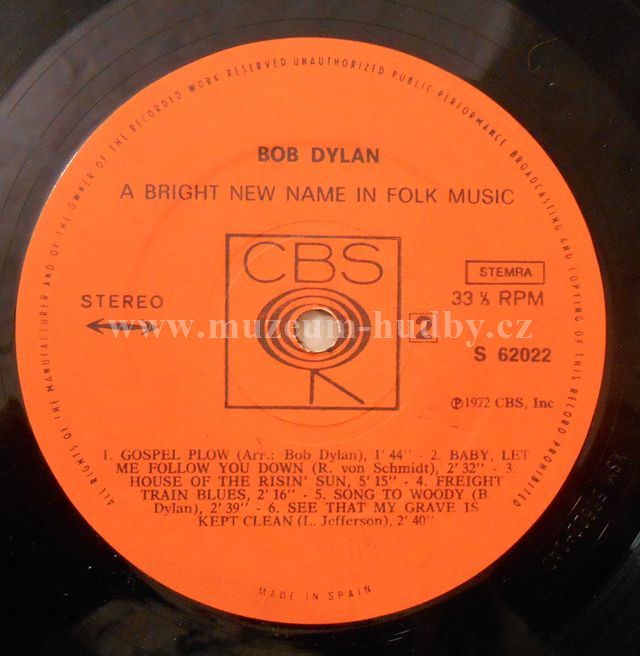 ALL RIGHTS OF THE MANUFACTURER AND OF THE OWNER OF THE RECORDED WORK RESERVED UNAUTHORIZED PUBLIC PERFORMANCE BROADCASTING AND COPYING OF THIS RECORD PROHIBITED
BOB DYLAN
A BRIGHT NEW NAME IN FOLK MUSIC
CBS
STEREO
STEMRA
33 ⅓ RPM
www.muzeum-hudby.cz
2
S 62022
℗1972 CBS, Inc
1. GOSPEL PLOW (Arr.: Bob Dylan), 1'44'' - 2. BABY, LET
ME FOLLOW YOU DOWN (R. von Schmidt), 2'32'' - 3.
HOUSE OF THE RISIN' SUN, 5'15'' - 4. FREIGHT
TRAIN BLUES, 2'16'' - 5. SONG TO WOODY (B.
Dylan), 2'39'' - 6. SEE THAT MY GRAVE IS
KEPT CLEAN (L. Jefferson), 2'40''
MADE IN SPAIN